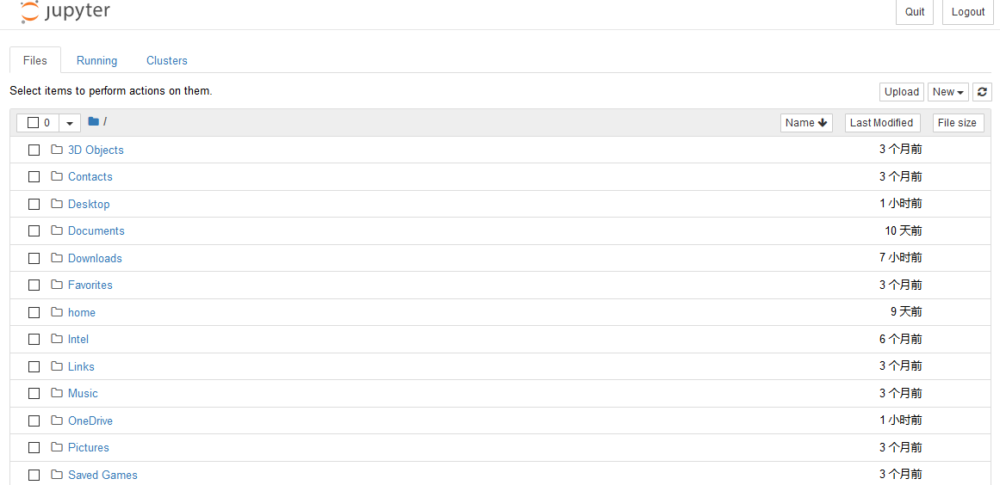 jupyter Quit Logout
Files Running Clusters
Select items to perform actions on them. Upload New
0 / Name Last Modified File size
3D Objects 3 个月前
Contacts 3 个月前
Desktop 1 小时前
Documents 10 天前
Downloads 7 小时前
Favorites 3 个月前
home 9 天前
Intel 6 个月前
Links 3 个月前
Music 3 个月前
OneDrive 1 小时前
Pictures 3 个月前
Saved Games 3 个月前